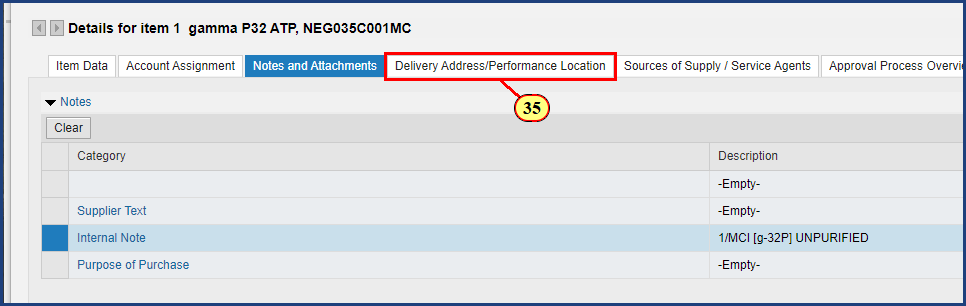 Details for item 1 gamma P32 ATP, NEG035C001MC
Item Data Account Assignment Notes and Attachments Delivery Address/Performance Location Sources of Supply / Service Agents Approval Process Overvi
35
Notes
Clear
Category Description
-Empty-
Supplier Text -Empty-
Internal Note 1/MCI [g-32P] UNPURIFIED
Purpose of Purchase -Empty-